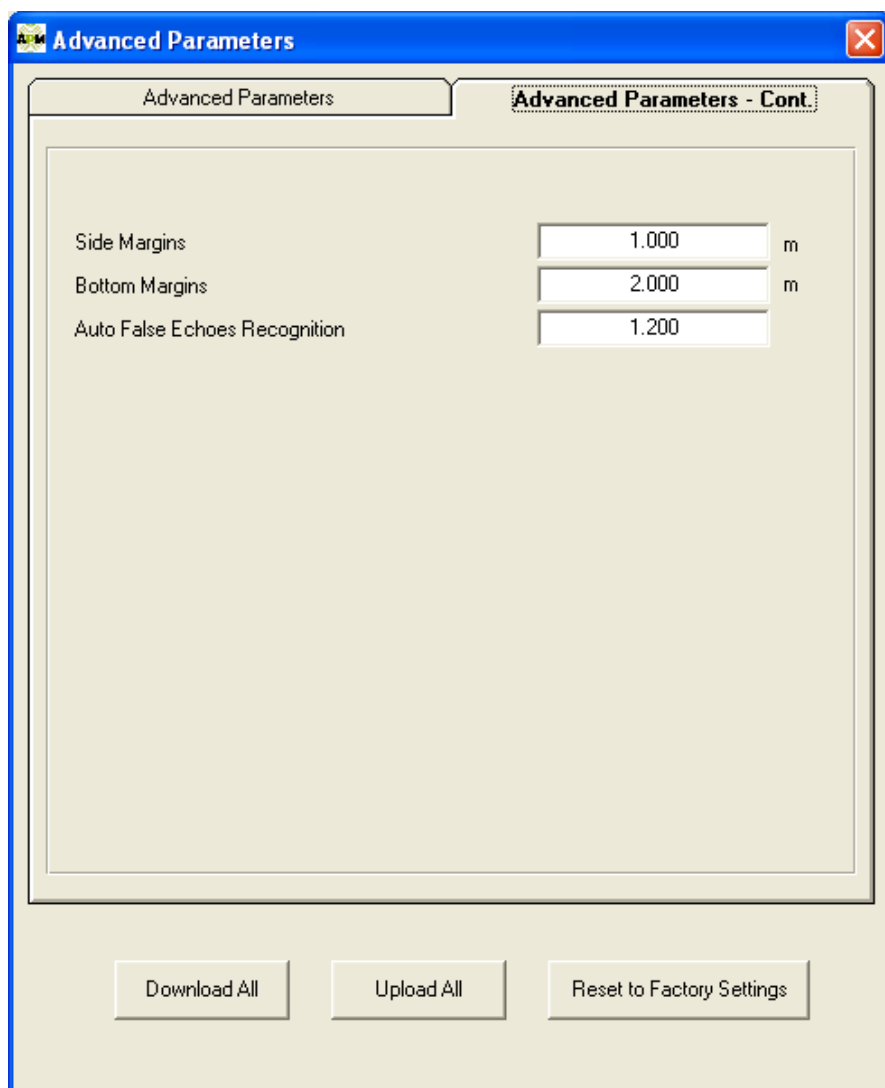 APM Advanced Parameters
Advanced Parameters
Advanced Parameters - Cont.
Side Margins 1.000 m
Bottom Margins 2.000 m
Auto False Echoes Recognition 1.200
Download All Upload All Reset to Factory Settings